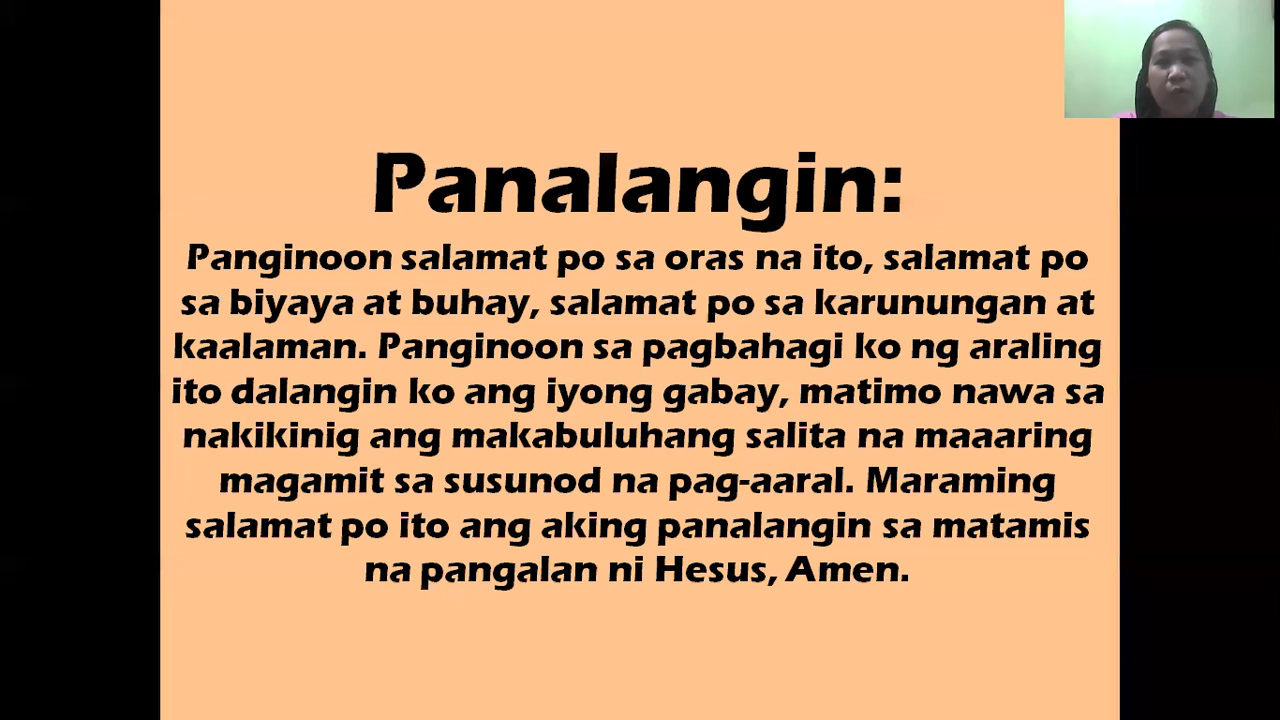 Panalangin:
Panginoon salamat po sa oras na ito, salamat po
sa biyaya at buhay, salamat po sa karunungan at
kaalaman. Panginoon sa pagbahagi ko ng araling
ito dalangin ko ang iyong gabay, matimo nawa sa
nakikinig ang makabuluhang salita na maaaring
magamit sa susunod na pag-aaral. Maraming
salamat po ito ang aking panalangin sa matamis
na pangalan ni Hesus, Amen.